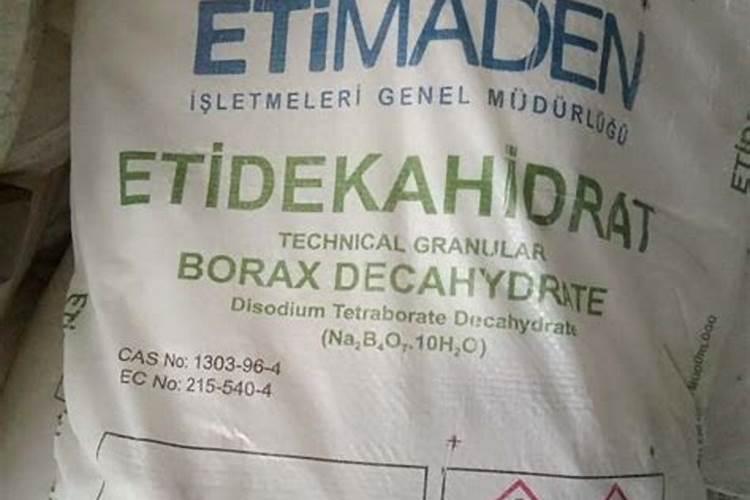 ETİMADEN
İŞLETMELERİ GENEL MÜDÜRLÜĞÜ
ETİDEKAHİDRAT
TECHNICAL GRANULAR
BORAX DECAHYDRATE
Disodium Tetraborate Decahydrate
(Na₂B₄O₇.10H₂O)
CAS No: 1303-96-4
EC No: 215-540-4